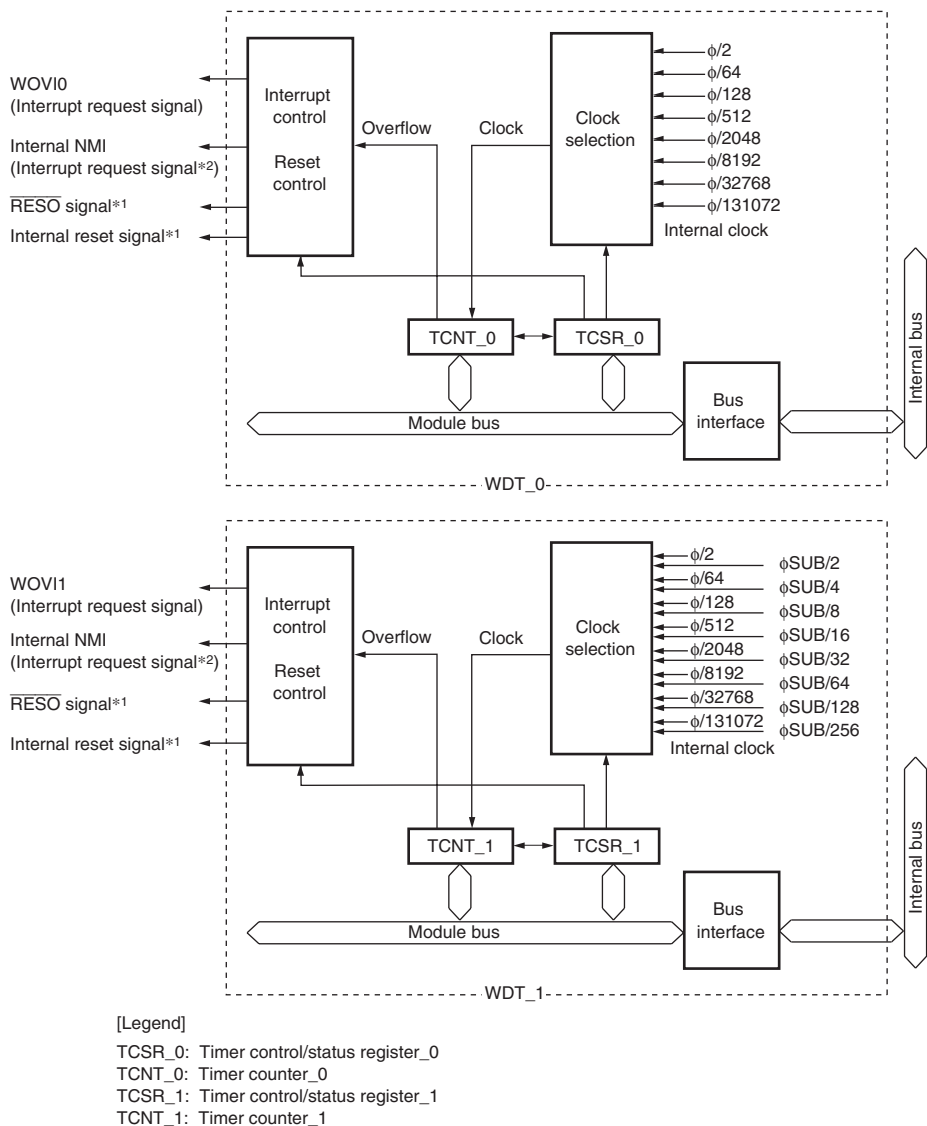 WOVI0
(Interrupt request signal)
Internal NMI
(Interrupt request signal*2)
RESO signal*1
Internal reset signal*1
Interrupt
control
Reset
control
Overflow
Clock
Clock
selection
ϕ/2
ϕ/64
ϕ/128
ϕ/512
ϕ/2048
ϕ/8192
ϕ/32768
ϕ/131072
Internal clock
TCNT_0
TCSR_0
Module bus
Bus
interface
Internal bus
WDT_0
WOVI1
(Interrupt request signal)
Internal NMI
(Interrupt request signal*2)
RESO signal*1
Internal reset signal*1
Interrupt
control
Reset
control
Overflow
Clock
Clock
selection
ϕ/2
ϕSUB/2
ϕ/64
ϕSUB/4
ϕ/128
ϕSUB/8
ϕ/512
ϕSUB/16
ϕ/2048
ϕSUB/32
ϕ/8192
ϕSUB/64
ϕ/32768
ϕSUB/128
ϕ/131072
ϕSUB/256
Internal clock
TCNT_1
TCSR_1
Module bus
Bus
interface
Internal bus
WDT_1
[Legend]
TCSR_0: Timer control/status register_0
TCNT_0: Timer counter_0
TCSR_1: Timer control/status register_1
TCNT_1: Timer counter_1